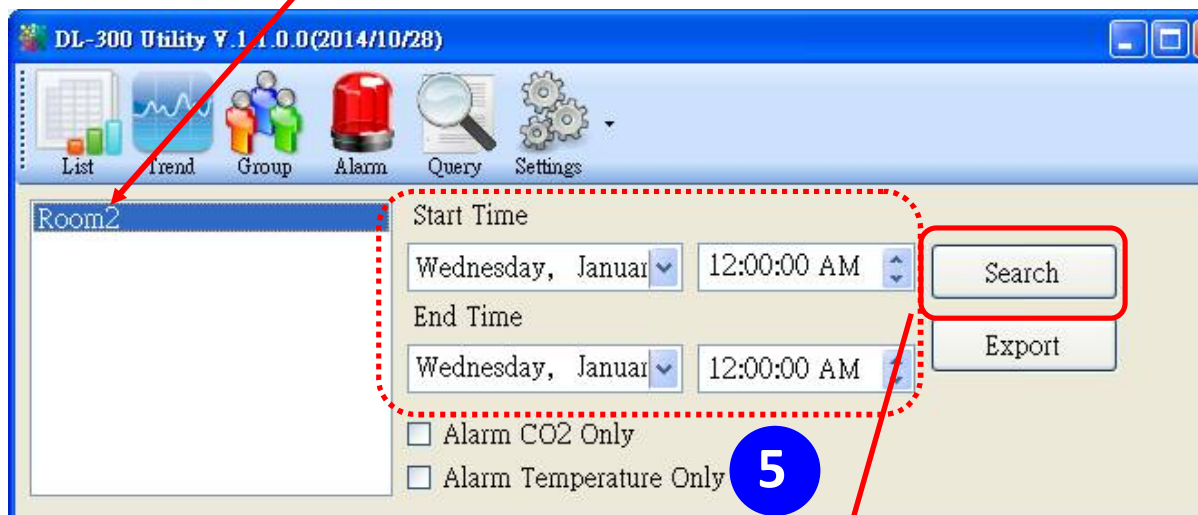 DL-300 Utility V.1.1.0.0(2014/10/28)
List Trend Group Alarm Query Settings
Room2
Start Time
Wednesday, Januar 12:00:00 AM
Search
End Time
Wednesday, Januar 12:00:00 AM
Export
Alarm CO2 Only
Alarm Temperature Only
5